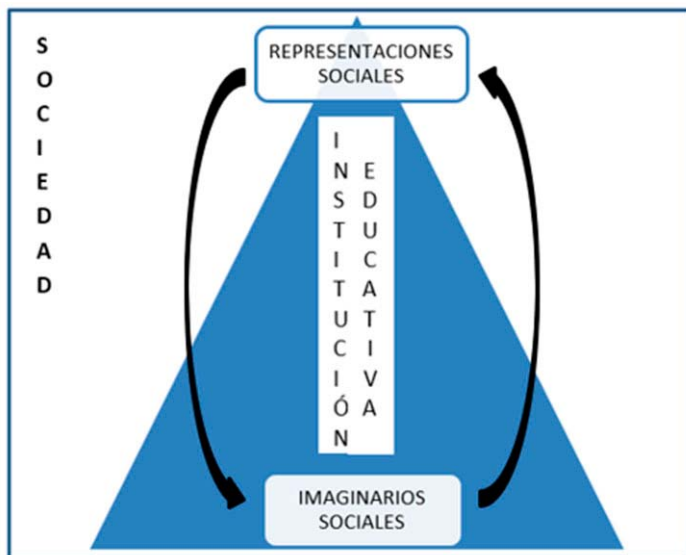 SOCIEDAD
REPRESENTACIONES
SOCIALES
INSTITUCIÓN
EDUCATIVA
IMAGINARIOS
SOCIALES